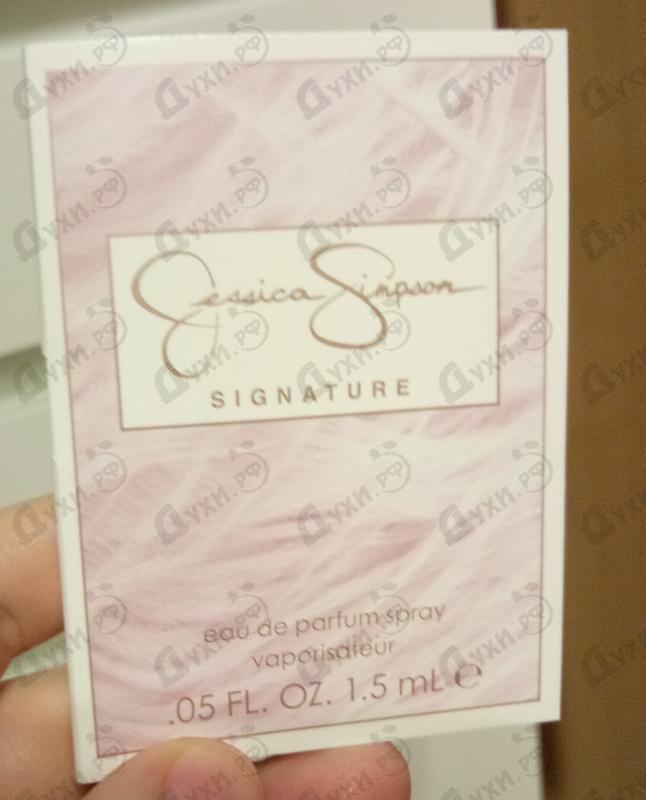 Jessica Simpson
SIGNATURE
eau de parfum spray
vaporisateur
.05 FL. OZ. 1.5 mL e
Духи.рф